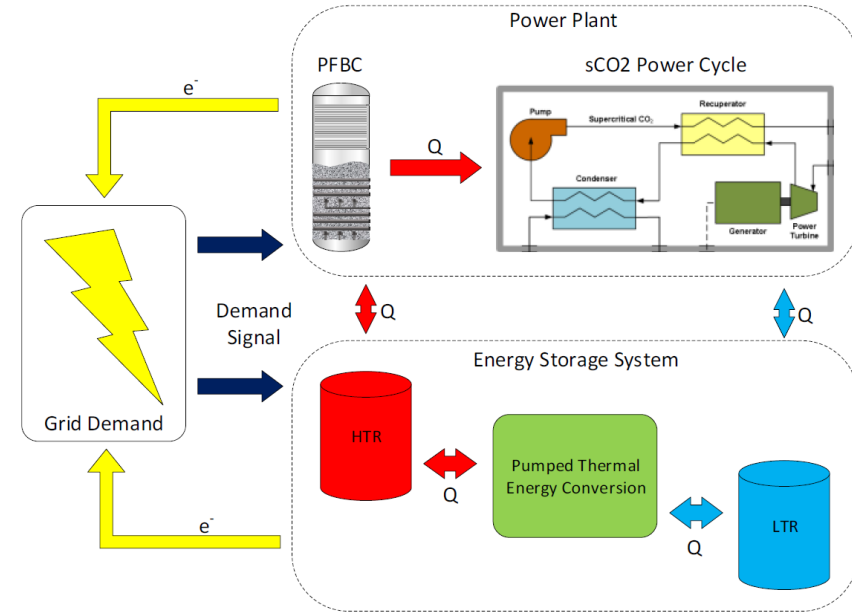 Power Plant
PFBC
sCO2 Power Cycle
e-
Pump
Supercritical CO₂
Recuperator
Q
Condenser
Generator
Power
Turbine
Demand
Signal
Q
Q
Grid Demand
Energy Storage System
HTR
Pumped Thermal
Energy Conversion
Q
LTR
Q
e-